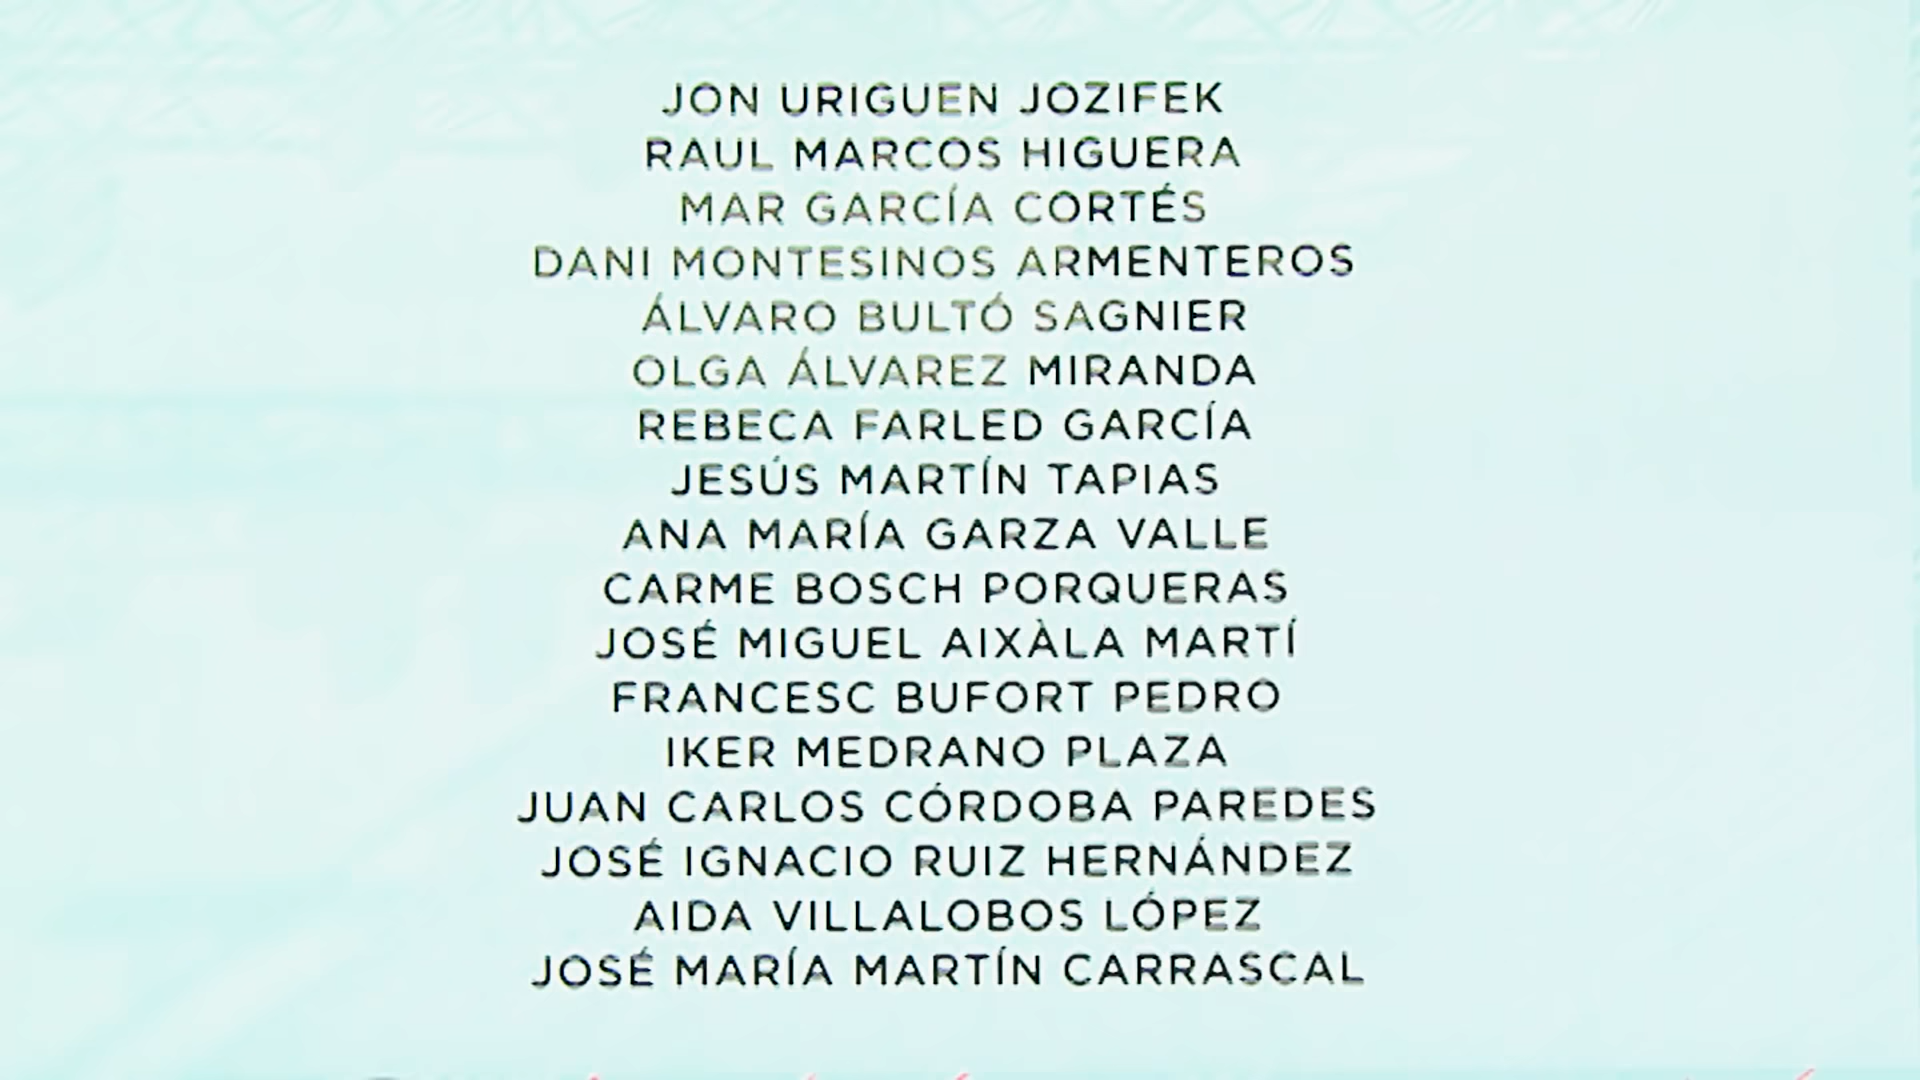 JON URIGUEN JOZIFEK
RAUL MARCOS HIGUERA
MAR GARCÍA CORTÉS
DANI MONTESINOS ARMENTEROS
ÁLVARO BULTÓ SAGNIER
OLGA ÁLVAREZ MIRANDA
REBECA FARLED GARCÍA
JESÚS MARTÍN TAPIAS
ANA MARÍA GARZA VALLE
CARME BOSCH PORQUERAS
JOSÉ MIGUEL AIXÀLA MARTÍ
FRANCESC BUFORT PEDRO
IKER MEDRANO PLAZA
JUAN CARLOS CÓRDOBA PAREDES
JOSÉ IGNACIO RUIZ HERNÁNDEZ
AIDA VILLALOBOS LÓPEZ
JOSÉ MARÍA MARTÍN CARRASCAL